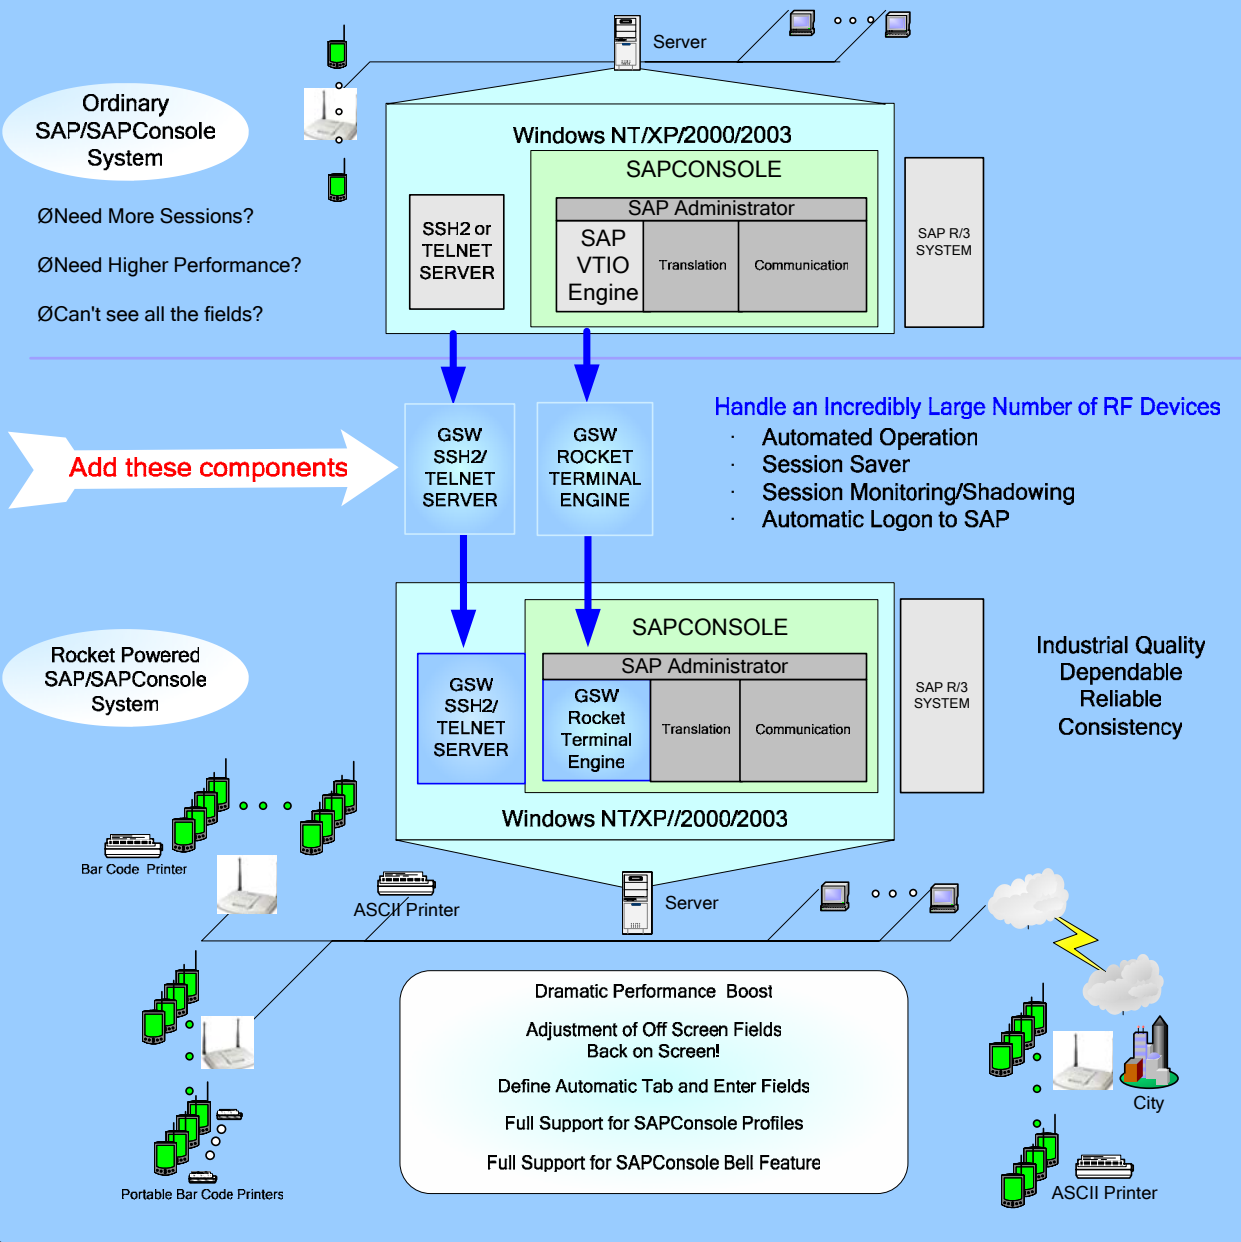 Server
Ordinary
SAP/SAPConsole
System
ØNeed More Sessions?
ØNeed Higher Performance?
ØCan't see all the fields?
Windows NT/XP/2000/2003
SAPCONSOLE
SSH2 or
TELNET
SERVER
SAP Administrator
SAP
VTIO
Engine
Translation
Communication
SAP R/3
SYSTEM
Add these components
GSW
SSH2/
TELNET
SERVER
GSW
ROCKET
TERMINAL
ENGINE
Handle an Incredibly Large Number of RF Devices
· Automated Operation
· Session Saver
· Session Monitoring/Shadowing
· Automatic Logon to SAP
Rocket Powered
SAP/SAPConsole
System
SAPCONSOLE
GSW
SSH2/
TELNET
SERVER
SAP Administrator
GSW
Rocket
Terminal
Engine
Translation
Communication
Windows NT/XP//2000/2003
SAP R/3
SYSTEM
Industrial Quality
Dependable
Reliable
Consistency
Bar Code Printer
ASCII Printer
Server
Dramatic Performance Boost
Adjustment of Off Screen Fields
Back on Screen!
Define Automatic Tab and Enter Fields
Full Support for SAPConsole Profiles
Full Support for SAPConsole Bell Feature
Portable Bar Code Printers
City
ASCII Printer